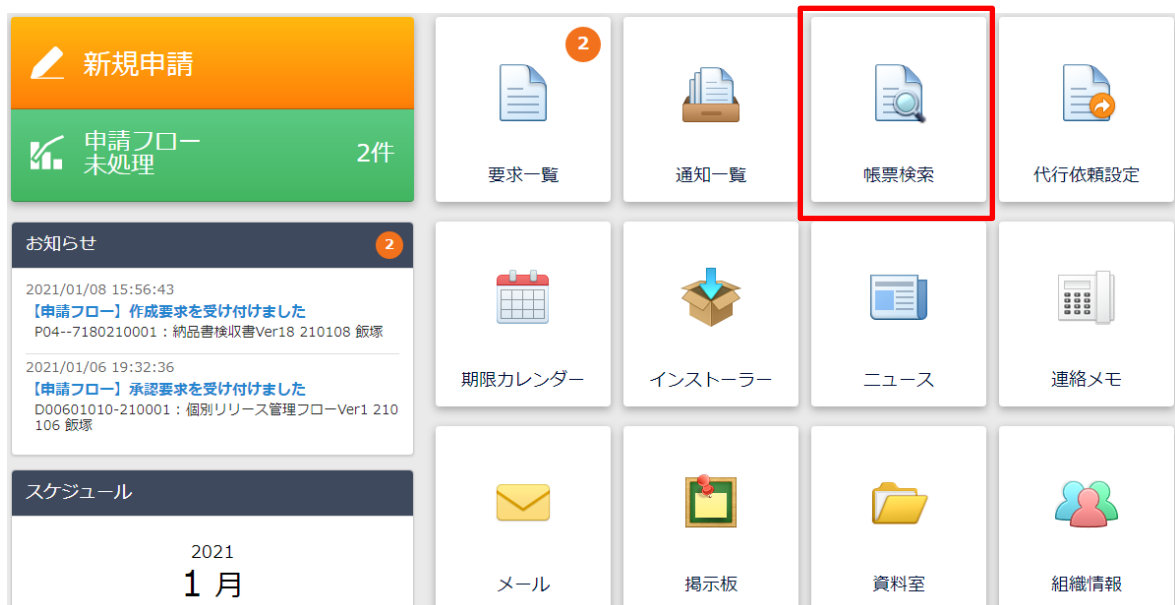 新規申請
申請フロー
未処理
2件
お知らせ
2
2021/01/08 15:56:43
【申請フロー】作成要求を受け付けました
P04--7180210001：納品書検収書Ver18 210108 飯塚
2021/01/06 19:32:36
【申請フロー】承認要求を受け付けました
D00601010-210001：個別リリース管理フローVer1 210
106 飯塚
スケジュール
2021
1 月
2
要求一覧
通知一覧
帳票検索
代行依頼設定
期限カレンダー
インストーラー
ニュース
連絡メモ
メール
掲示板
資料室
組織情報